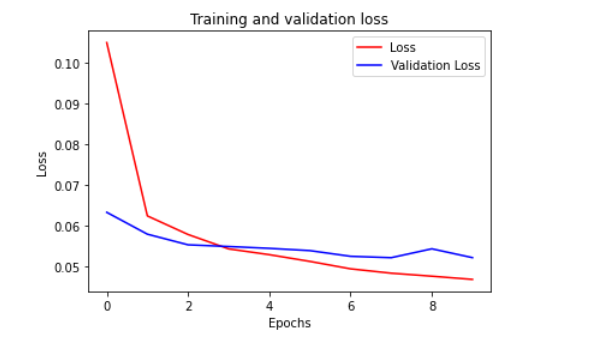 Training and validation loss
Loss
Validation Loss
0.10
0.09
0.08
0.07
0.06
0.05
Loss
0 2 4 6 8
Epochs